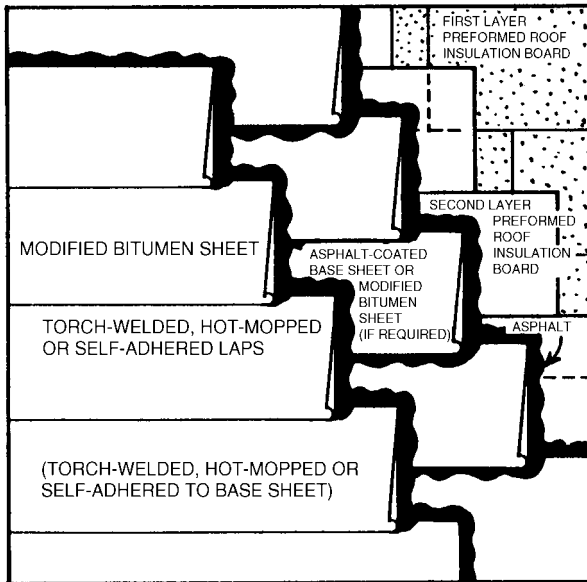 FIRST LAYER
PREFORMED ROOF
INSULATION BOARD
SECOND LAYER
PREFORMED
ROOF
INSULATION
BOARD
MODIFIED BITUMEN SHEET
ASPHALT-COATED
BASE SHEET OR
MODIFIED
BITUMEN
SHEET
(IF REQUIRED)
ASPHALT
TORCH-WELDED, HOT-MOPPED
OR SELF-ADHERED LAPS
(TORCH-WELDED, HOT-MOPPED OR
SELF-ADHERED TO BASE SHEET)